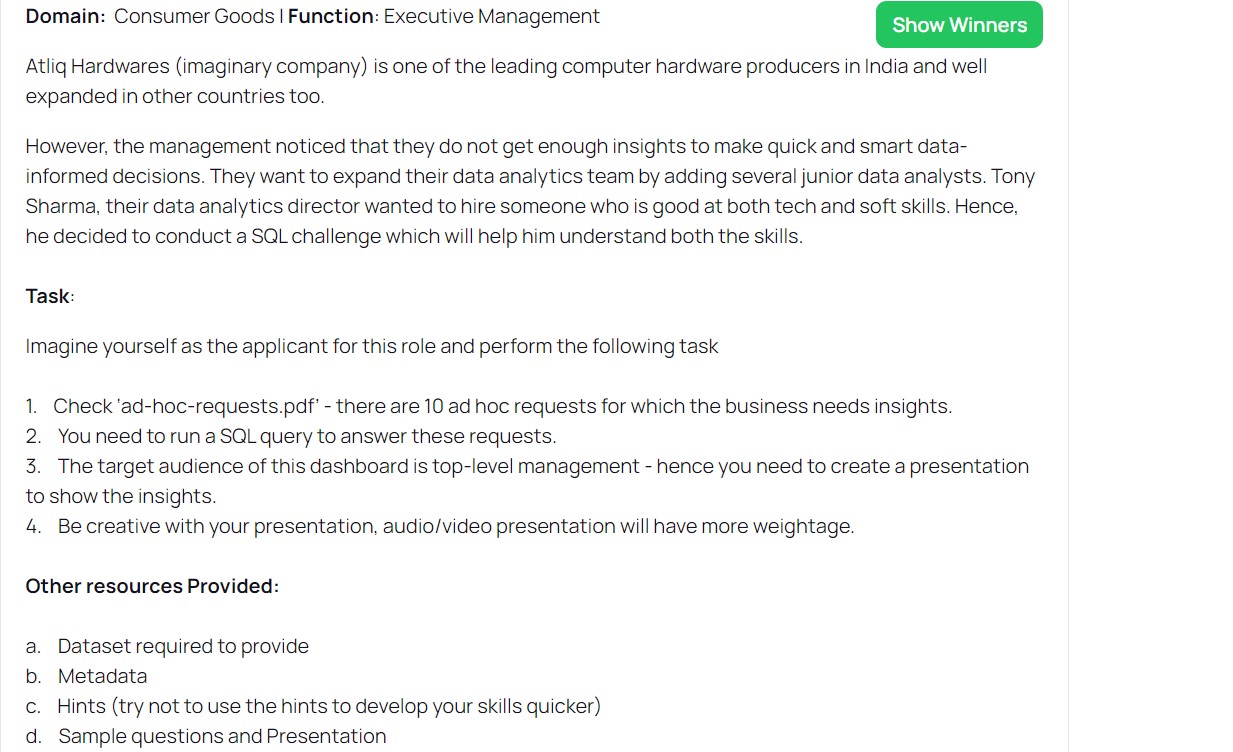 Domain: Consumer Goods | Function: Executive Management
Show Winners
Atliq Hardwares (imaginary company) is one of the leading computer hardware producers in India and well
expanded in other countries too.
However, the management noticed that they do not get enough insights to make quick and smart data-
informed decisions. They want to expand their data analytics team by adding several junior data analysts. Tony
Sharma, their data analytics director wanted to hire someone who is good at both tech and soft skills. Hence,
he decided to conduct a SQL challenge which will help him understand both the skills.
Task:
Imagine yourself as the applicant for this role and perform the following task
1. Check ‘ad-hoc-requests.pdf’ - there are 10 ad hoc requests for which the business needs insights.
2. You need to run a SQL query to answer these requests.
3. The target audience of this dashboard is top-level management - hence you need to create a presentation
to show the insights.
4. Be creative with your presentation, audio/video presentation will have more weightage.
Other resources Provided:
a. Dataset required to provide
b. Metadata
c. Hints (try not to use the hints to develop your skills quicker)
d. Sample questions and Presentation